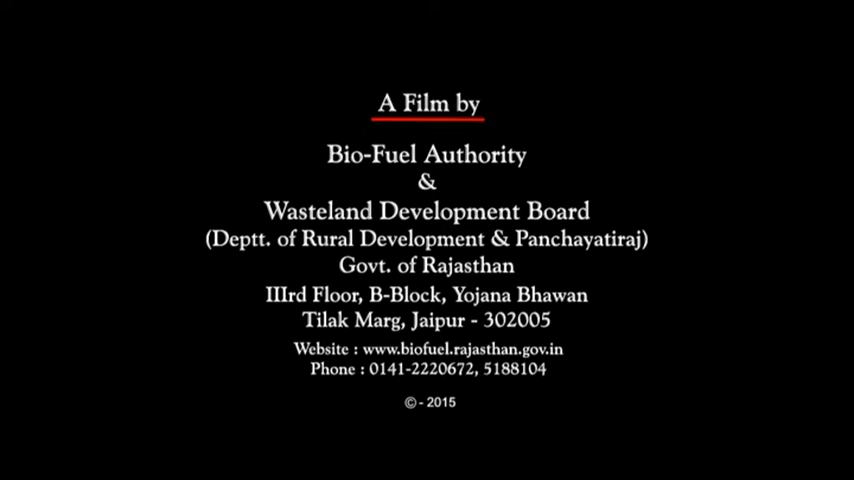 A Film by
Bio-Fuel Authority
&
Wasteland Development Board
(Deptt. of Rural Development & Panchayatiraj)
Govt. of Rajasthan
IIIrd Floor, B-Block, Yojana Bhawan
Tilak Marg, Jaipur - 302005
Website : www.biofuel.rajasthan.gov.in
Phone : 0141-2220672, 5188104
© - 2015